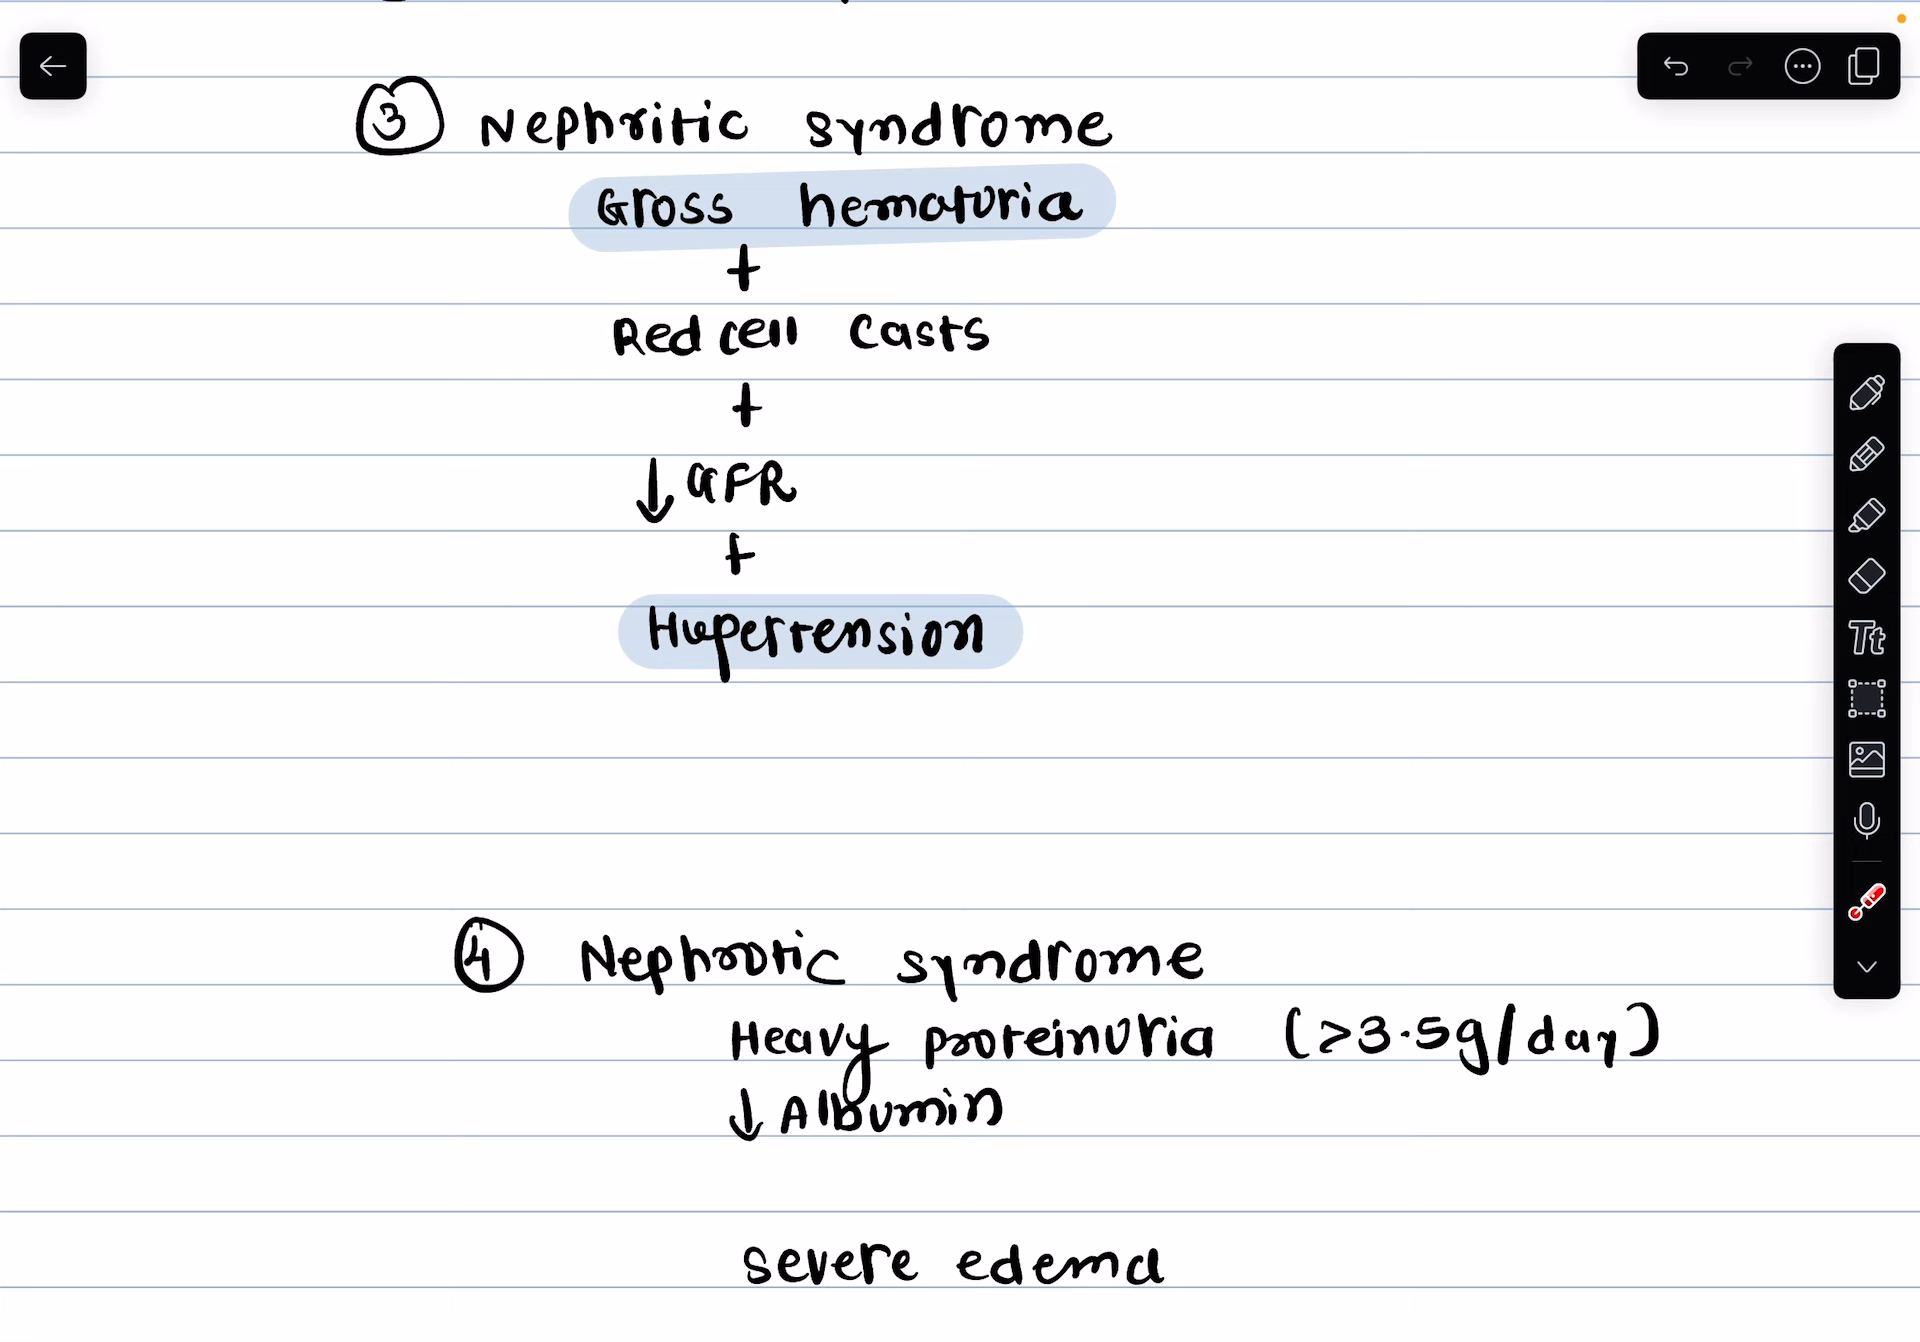 ③ Nephritic syndrome
Gross hematuria
+
Red cell casts
+
↓ GFR
+
Hypertension
④ Nephrotic syndrome
Heavy proteinuria (>3.5g/day)
↓ Albumin
severe edema
Tt